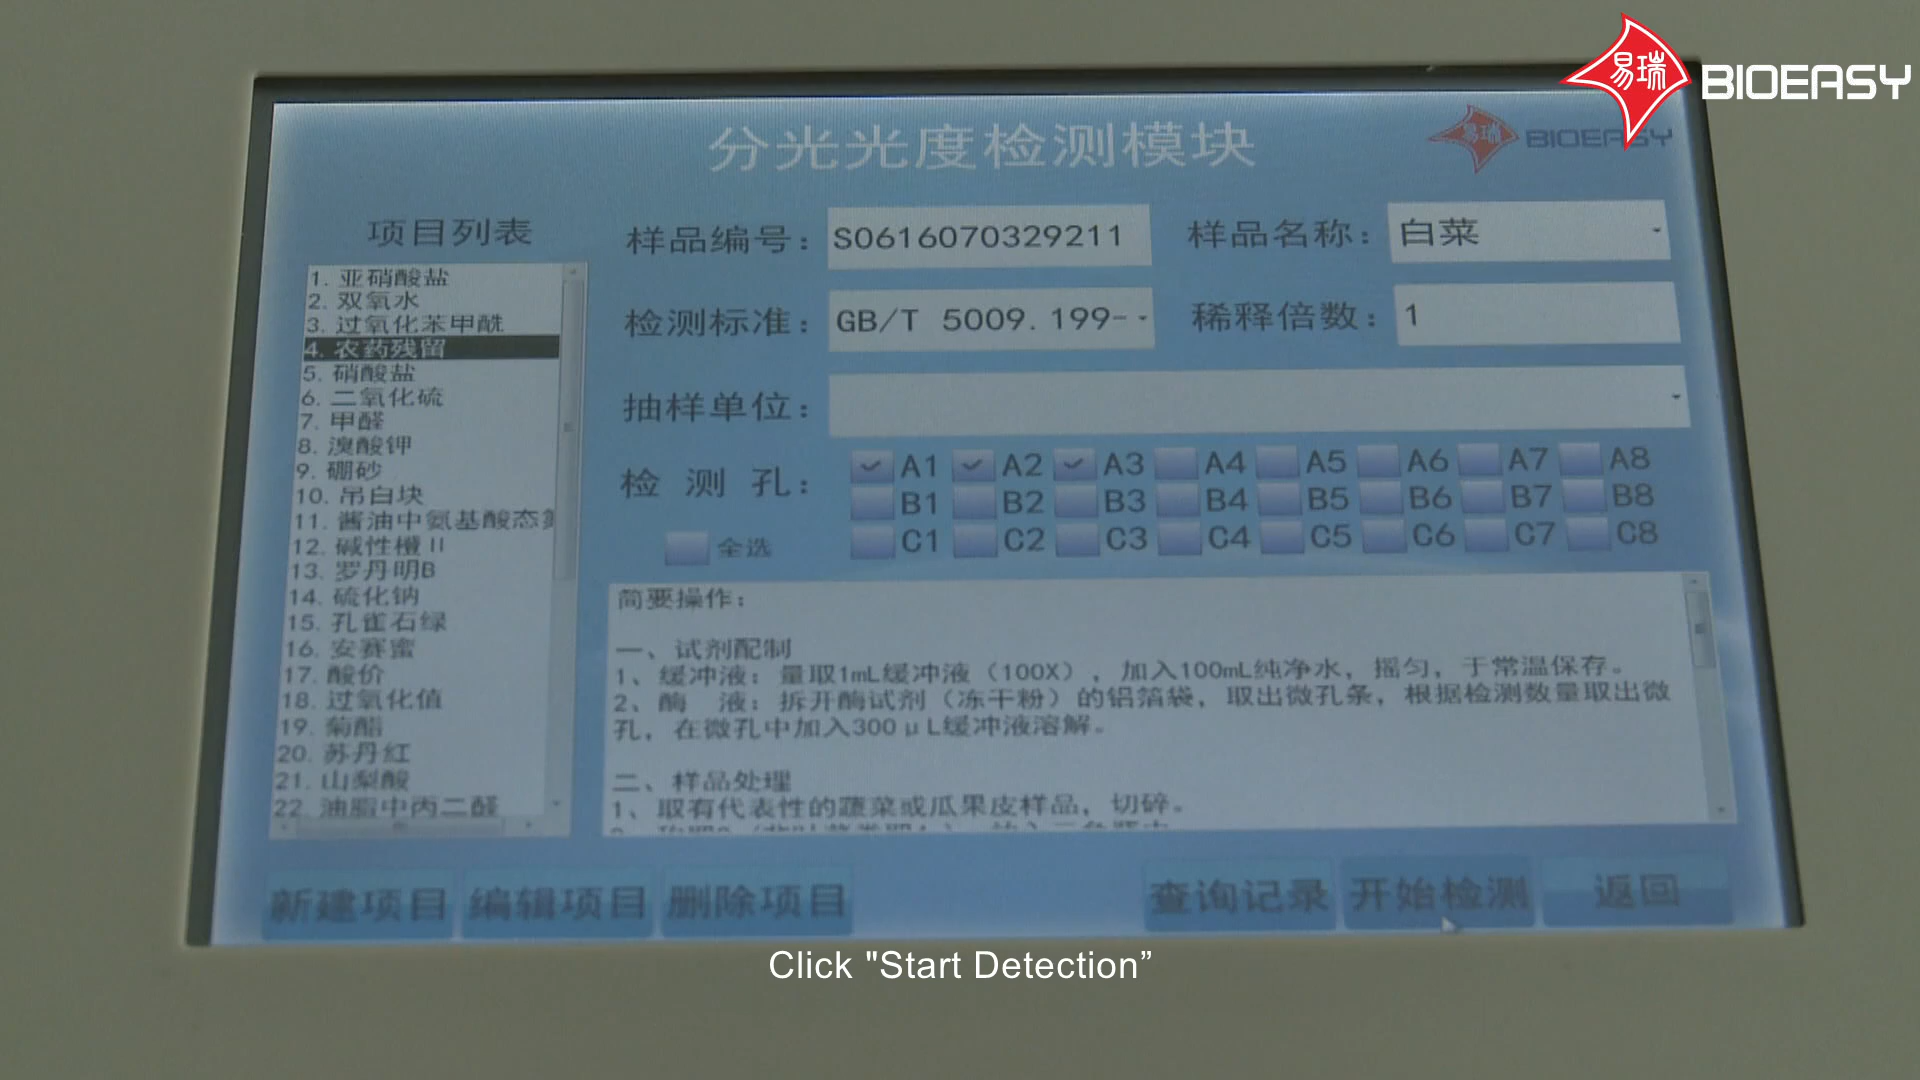 易瑞 BIOEASY
分光光度检测模块
易瑞 BIOEASY
项目列表
1. 亚硝酸盐
2. 双氧水
3. 过氧化苯甲酰
4. 农药残留
5. 硝酸盐
6. 二氧化硫
7. 甲醛
8. 溴酸钾
9. 硼砂
10. 吊白块
11. 酱油中氨基酸态氮
12. 碱性橙II
13. 罗丹明B
14. 硫化钠
15. 孔雀石绿
16. 安赛蜜
17. 酸价
18. 过氧化值
19. 菊酯
20. 苏丹红
21. 山梨酸
22. 油脂中丙二醛
样品编号： S0616070329211 样品名称： 白菜
检测标准： GB/T 5009.199- 稀释倍数： 1
抽样单位：
检 测 孔： A1 A2 A3 A4 A5 A6 A7 A8
B1 B2 B3 B4 B5 B6 B7 B8
全选 C1 C2 C3 C4 C5 C6 C7 C8
简要操作：
一、试剂配制
1、缓冲液：量取1mL缓冲液（100X），加入100mL纯净水，摇匀，于常温保存。
2、酶 液：拆开酶试剂（冻干粉）的铝箔袋，取出微孔条，根据检测数量取出微
孔，在微孔中加入300μL缓冲液溶解。
二、样品处理
1、取有代表性的蔬菜或瓜果皮样品，切碎。
新建项目 编辑项目 删除项目 查询记录 开始检测 返回
Click "Start Detection”